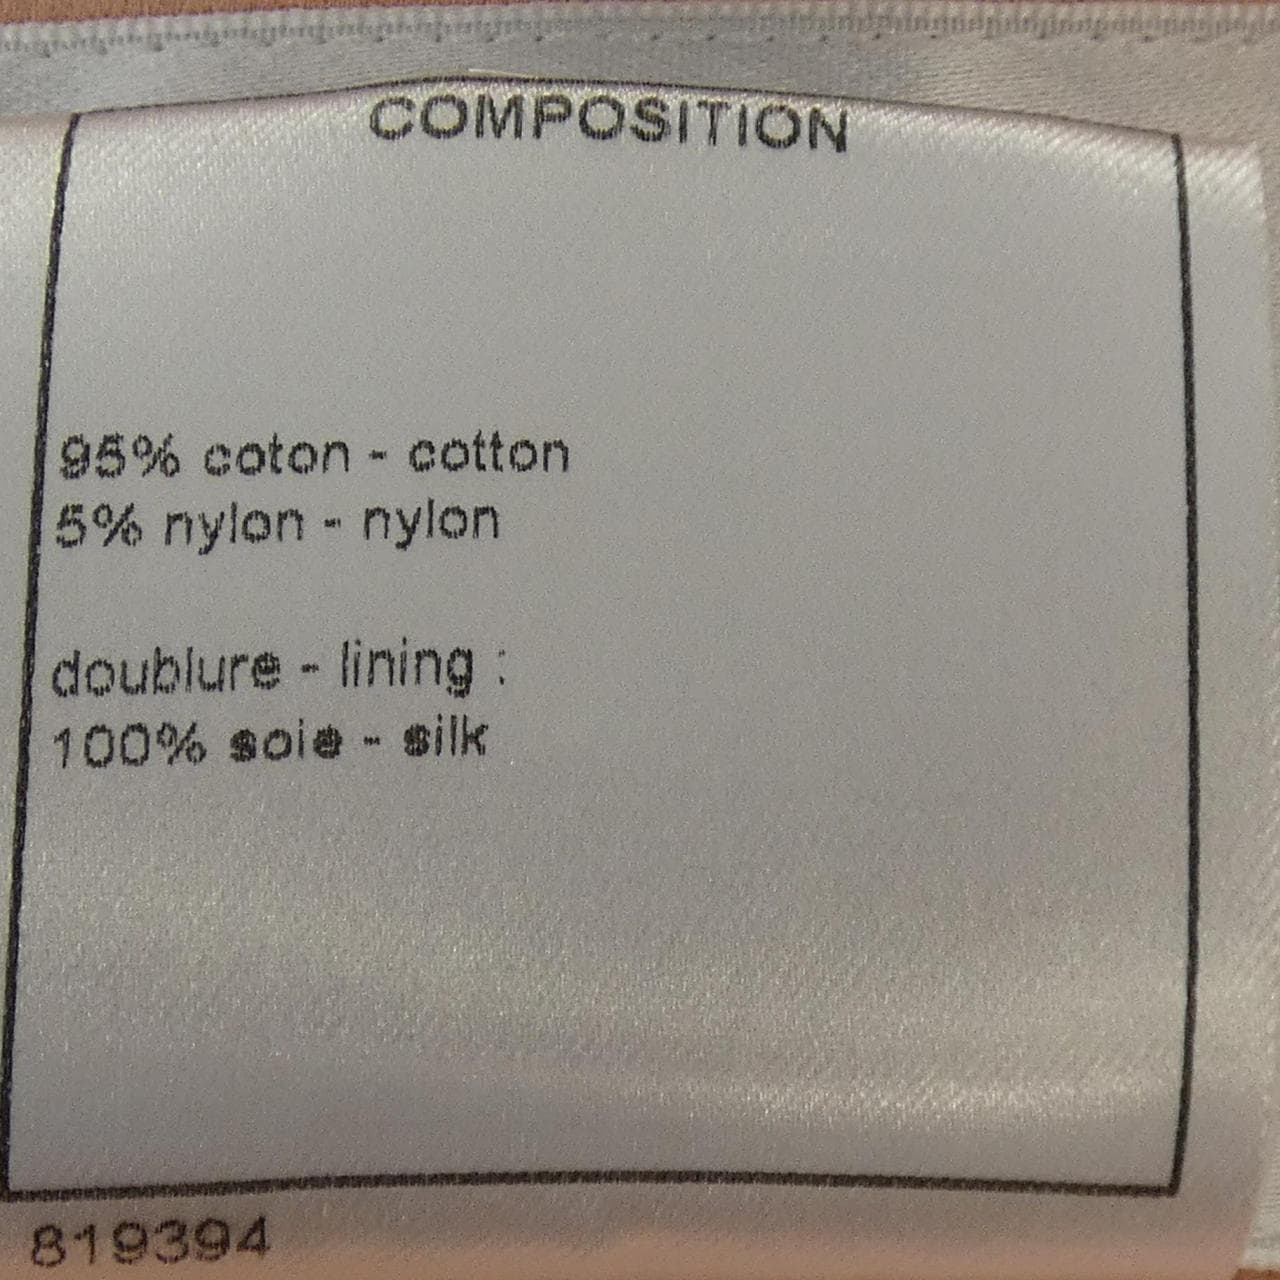 COMPOSITION
95% coton - cotton
5% nylon - nylon
doublure - lining :
100% soie - silk
819394